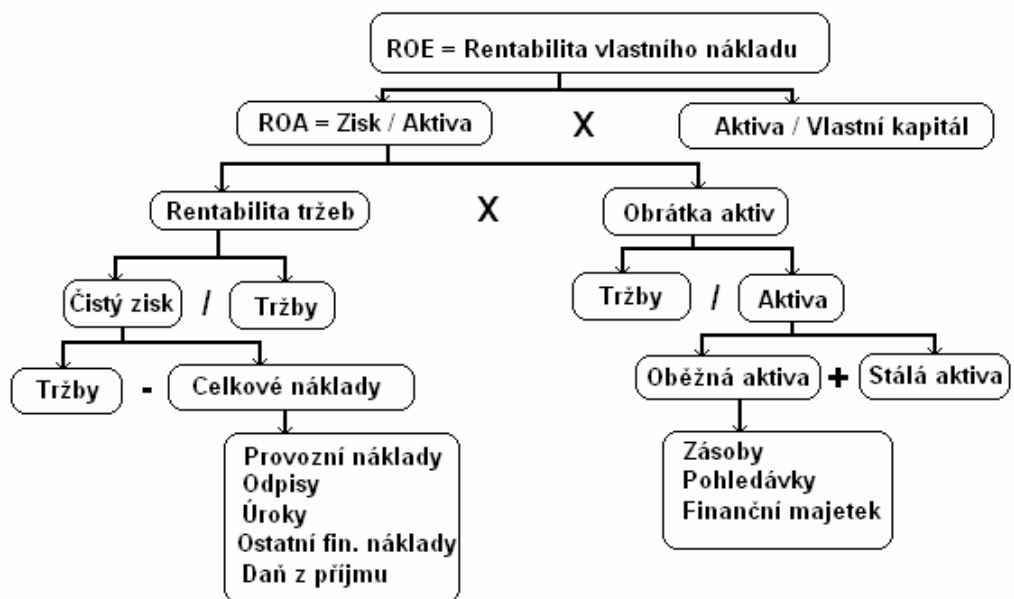 ROE = Rentabilita vlastního nákladu
ROA = Zisk / Aktiva
X
Aktiva / Vlastní kapitál
Rentabilita tržeb
X
Obrátka aktiv
Čistý zisk
/
Tržby
Tržby
/
Aktiva
Tržby
-
Celkové náklady
Oběžná aktiva
+
Stálá aktiva
Provozní náklady
Odpisy
Úroky
Ostatní fin. náklady
Daň z příjmu
Zásoby
Pohledávky
Finanční majetek